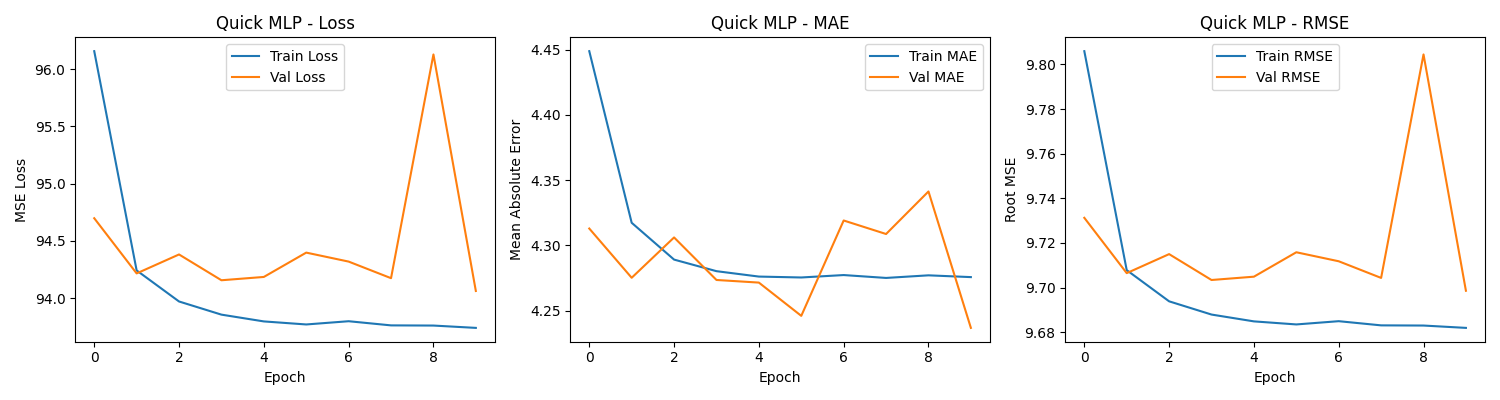 Quick MLP - Loss
Train Loss
Val Loss
96.0
95.5
95.0
94.5
94.0
MSE Loss
0
2
4
6
8
Epoch
Quick MLP - MAE
Train MAE
Val MAE
4.45
4.40
4.35
4.30
4.25
Mean Absolute Error
0
2
4
6
8
Epoch
Quick MLP - RMSE
Train RMSE
Val RMSE
9.80
9.78
9.76
9.74
9.72
9.70
9.68
Root MSE
0
2
4
6
8
Epoch